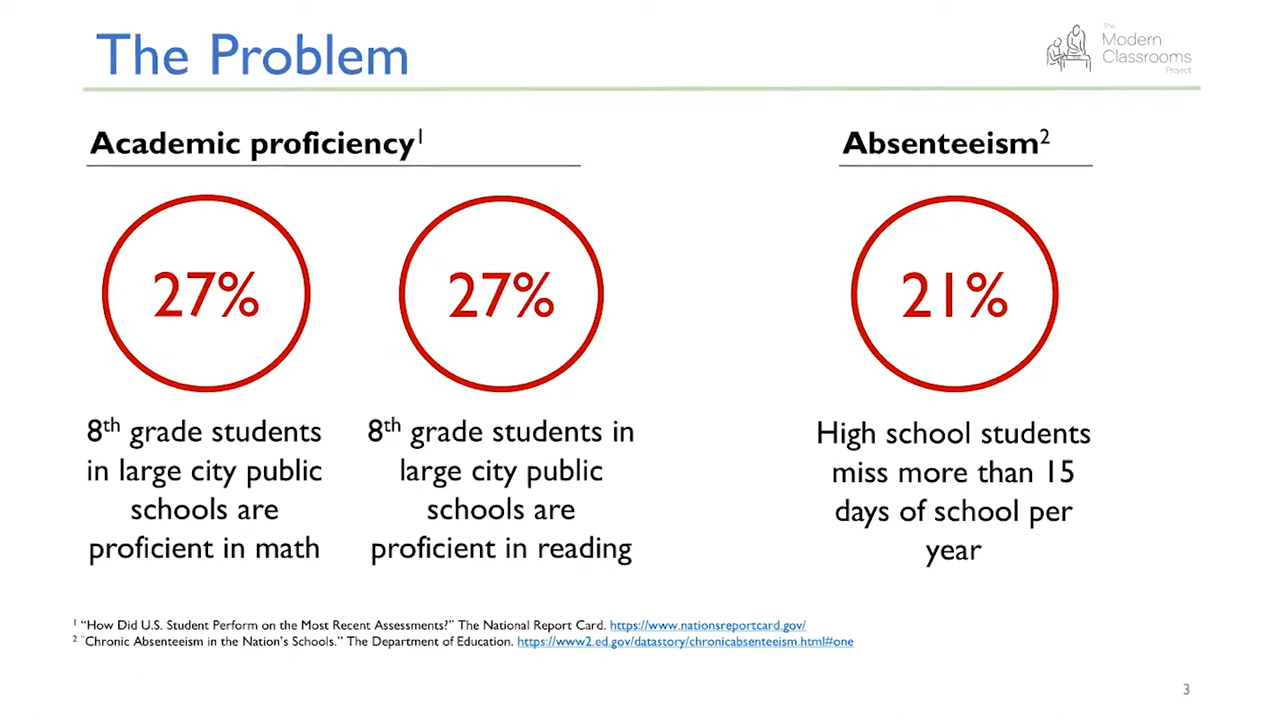 The Problem
The
Modern
Classrooms
Project
Academic proficiency¹
Absenteeism²
27%
27%
21%
8th grade students
in large city public
schools are
proficient in math
8th grade students in
large city public
schools are
proficient in reading
High school students
miss more than 15
days of school per
year
¹ “How Did U.S. Student Perform on the Most Recent Assessments?” The National Report Card. https://www.nationsreportcard.gov/
² “Chronic Absenteeism in the Nation’s Schools.” The Department of Education. https://www2.ed.gov/datastory/chronicabsenteeism.html#one
3